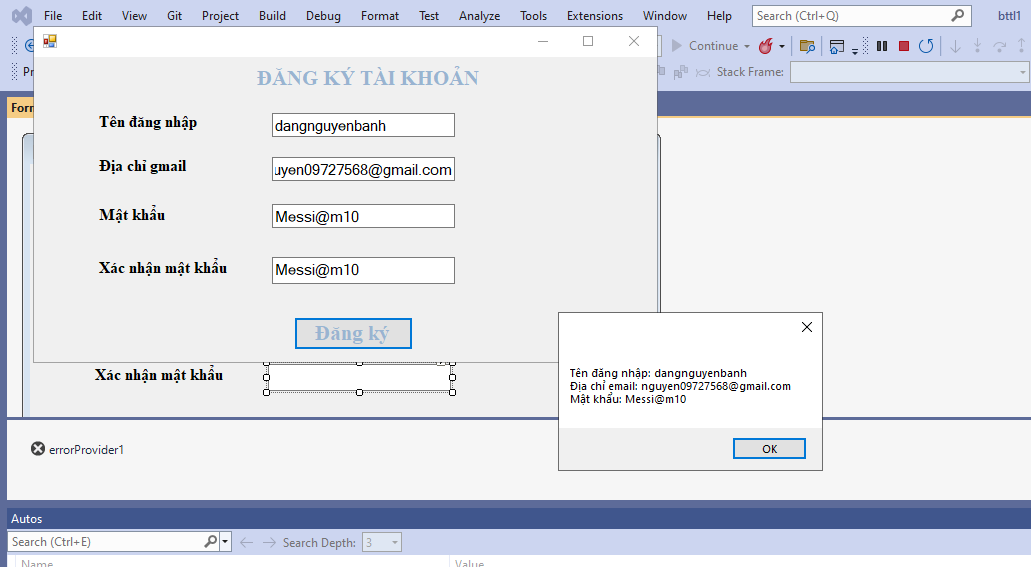 File Edit View Git Project Build Debug Format Test Analyze Tools Extensions Window Help Search (Ctrl+Q) bttl1
Continue
Stack Frame:
ĐĂNG KÝ TÀI KHOẢN
Tên đăng nhập dangnguyenbanh
Địa chỉ gmail uyen09727568@gmail.com
Mật khẩu Messi@m10
Xác nhận mật khẩu Messi@m10
Đăng ký
Xác nhận mật khẩu
Tên đăng nhập: dangnguyenbanh
Địa chỉ email: nguyen09727568@gmail.com
Mật khẩu: Messi@m10
OK
errorProvider1
Autos
Search (Ctrl+E) Search Depth: 3
Name Value